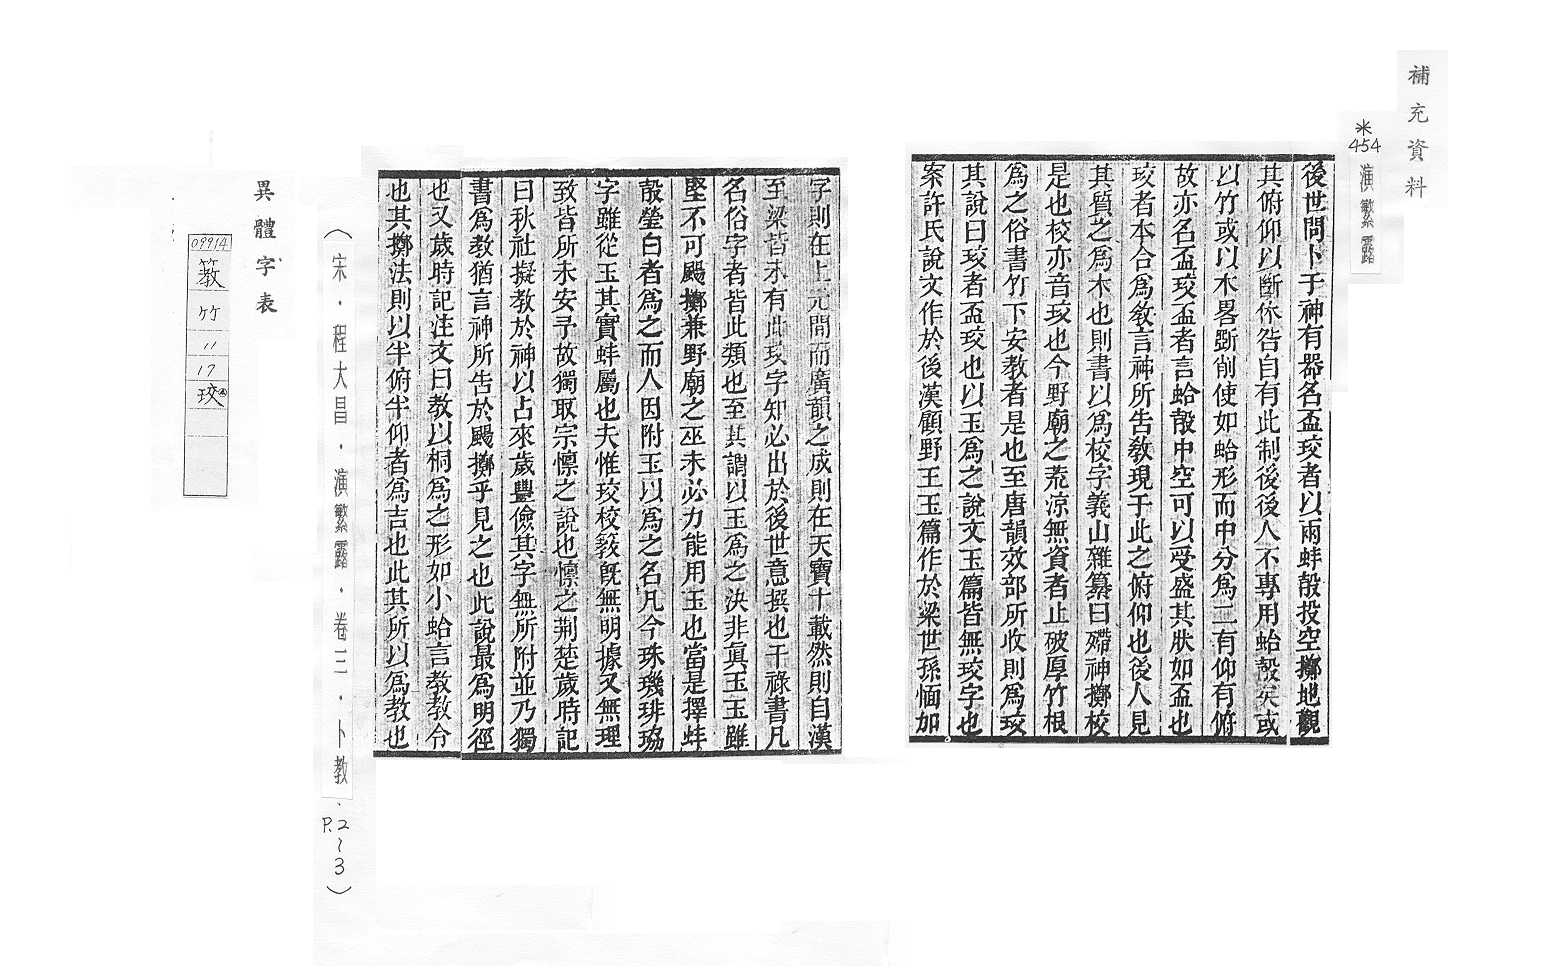 補充資料
*
454
演繁露
後世問卜于神有器名盃珓者以兩蚌殻投空擲地觀
其俯仰以斷休咎自有此制後後人不專用蛤殻矣或
以竹或以木畧斲削使如蛤形而中分爲二有仰有俯
故亦名盃珓盃者言蛤殻中空可以受盛其狀如盃也
珓者本合爲敎言神所告敎現于此之俯仰也後人見
其質之爲木也則書以爲校字義山雜纂曰殢神擲校
是也校亦音珓也今野廟之荒凉無資者止破厚竹根
爲之俗書竹下安教者是也至唐韻效部所收則爲珓
其說曰珓者盃珓也以玉爲之說文玉篇皆無珓字也
案許氏說文作於後漢顧野王玉篇作於梁世孫愐加
字則在上元間而廣韻之成則在天寶十載然則自漢
至梁皆未有此珓字知必出於後世意撰也干祿書凡
名俗字者皆此類也至其謂以玉爲之決非眞玉玉雖
堅不可颺擲兼野廟之巫未必力能用玉也當是擇蚌
殻瑩白者爲之而人因附玉以爲之名凡今珠璣琲珕
字雖從玉其實蚌屬也夫惟珓校筊旣無明據又無理
致皆所未安予故獨取宗懔之說也懔之荆楚歲時記
曰秋社擬教於神以占來歲豐儉其字無所附並乃獨
書爲教猶言神所告於颺擲乎見之也此說最爲明徑
也又歲時記注文曰教以桐爲之形如小蛤言教教令
也其擲法則以半俯半仰者爲吉也此其所以爲教也
（宋．程大昌．演繁露．卷三．卜教、P.2～3）
異體字表
09914
䈪
竹
〃
17
珓